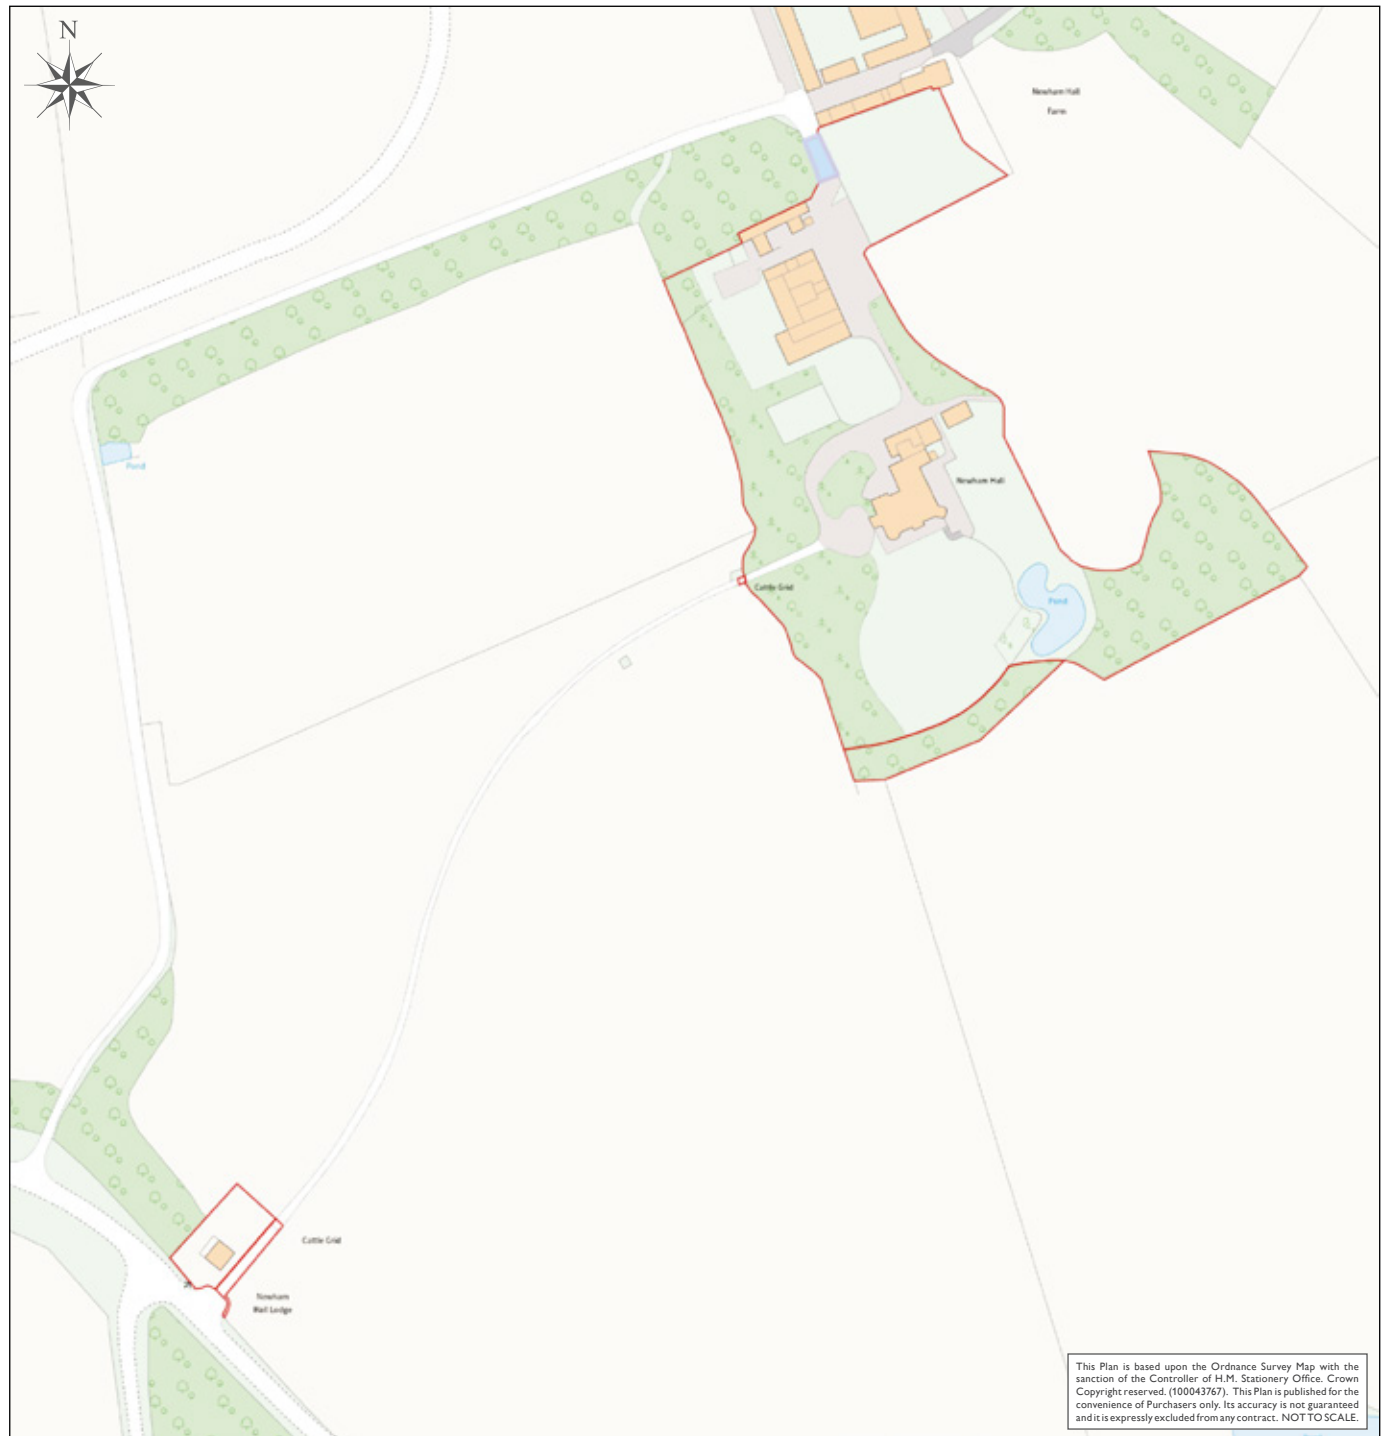 N
Newham Hall
Farm
Pond
Newham Hall
Cattle Grid
Pond
Cattle Grid
Newham
Hall Lodge
This Plan is based upon the Ordnance Survey Map with the
sanction of the Controller of H.M. Stationery Office. Crown
Copyright reserved. (100043767). This Plan is published for the
convenience of Purchasers only. Its accuracy is not guaranteed
and it is expressly excluded from any contract. NOT TO SCALE.